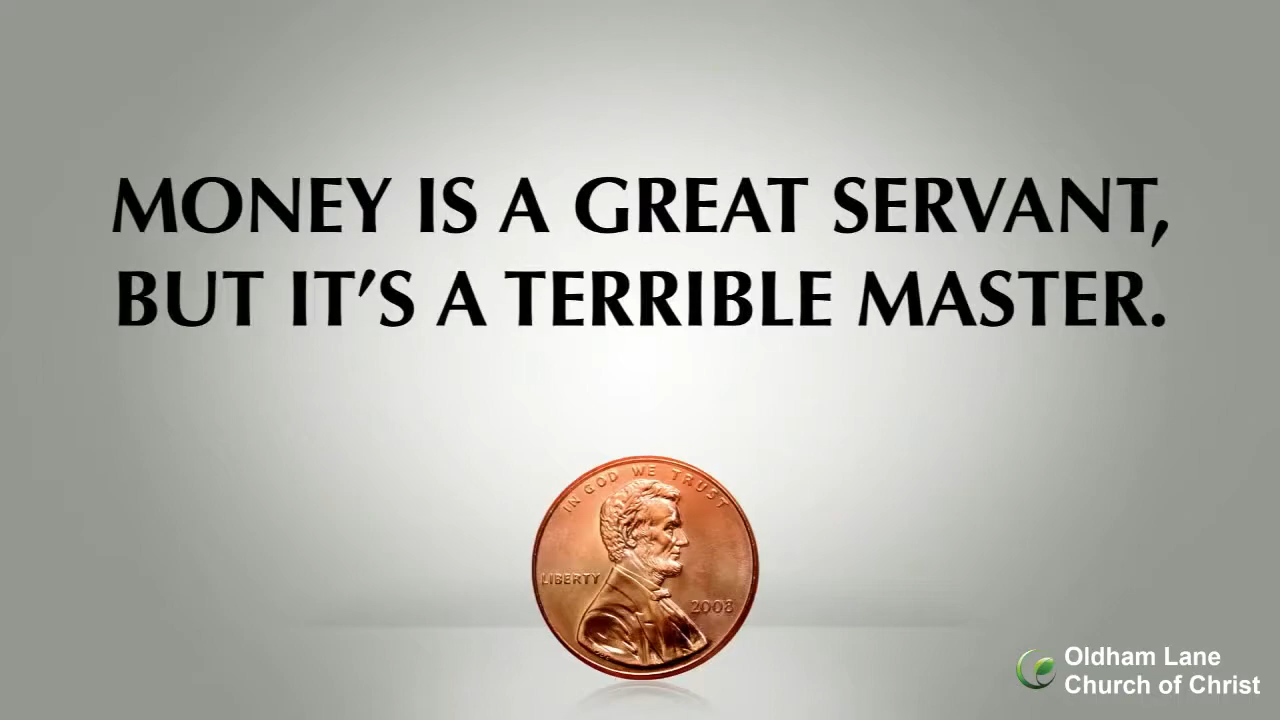 MONEY IS A GREAT SERVANT,
BUT IT'S A TERRIBLE MASTER.
IN GOD WE TRUST
LIBERTY
2008
Oldham Lane
Church of Christ